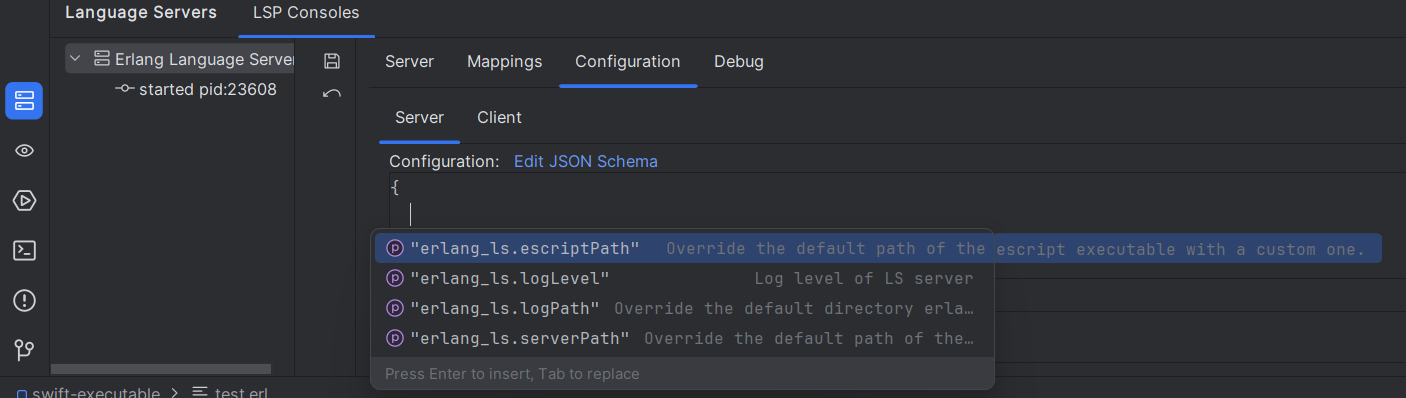 Language Servers LSP Consoles
Erlang Language Server
started pid:23608
Server Mappings Configuration Debug
Server Client
Configuration: Edit JSON Schema
{
"erlang_ls.escriptPath" Override the default path of the escript executable with a custom one.
"erlang_ls.logLevel" Log level of LS server
"erlang_ls.logPath" Override the default directory erla…
"erlang_ls.serverPath" Override the default path of the…
Press Enter to insert, Tab to replace
swift-executable > test.erl